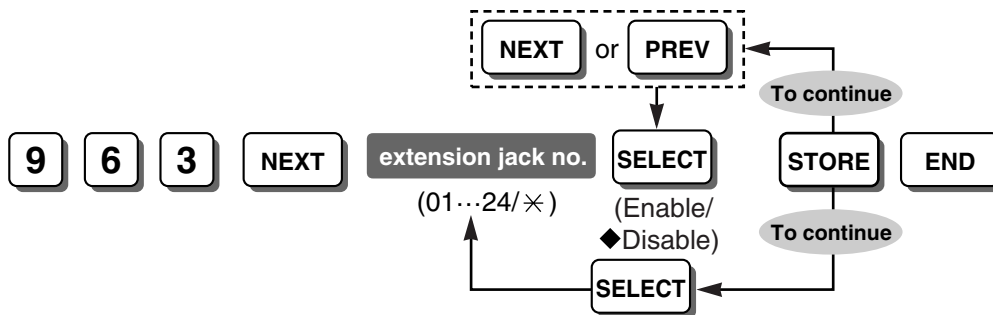 NEXT or PREV
To continue
9 6 3 NEXT extension jack no. SELECT STORE END
(01···24/✳)
(Enable/
◆Disable)
To continue
SELECT